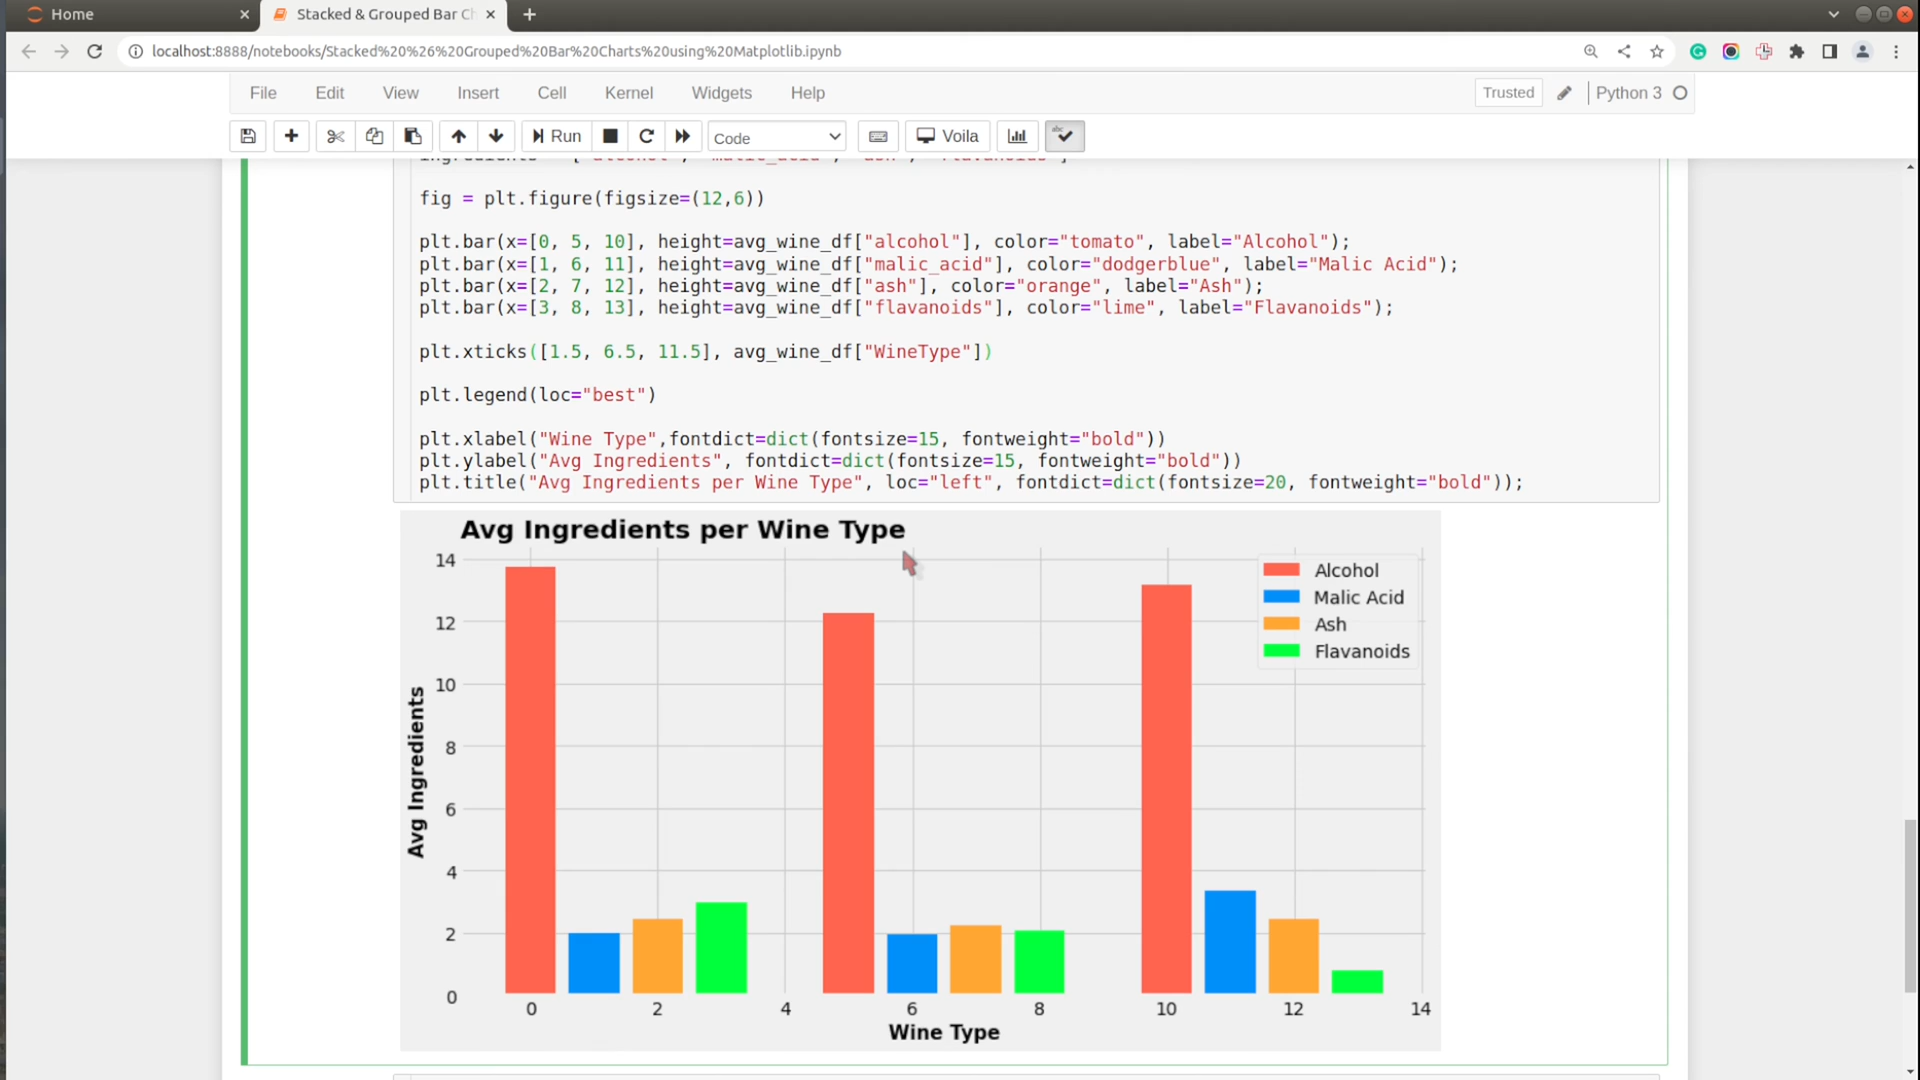 Home
Stacked & Grouped Bar Ch
localhost:8888/notebooks/Stacked%20%26%20Grouped%20Bar%20Charts%20using%20Matplotlib.ipynb
File Edit View Insert Cell Kernel Widgets Help Trusted Python 3
Run Code Voila
fig = plt.figure(figsize=(12,6))
plt.bar(x=[0, 5, 10], height=avg_wine_df["alcohol"], color="tomato", label="Alcohol");
plt.bar(x=[1, 6, 11], height=avg_wine_df["malic_acid"], color="dodgerblue", label="Malic Acid");
plt.bar(x=[2, 7, 12], height=avg_wine_df["ash"], color="orange", label="Ash");
plt.bar(x=[3, 8, 13], height=avg_wine_df["flavanoids"], color="lime", label="Flavanoids");
plt.xticks([1.5, 6.5, 11.5], avg_wine_df["WineType"])
plt.legend(loc="best")
plt.xlabel("Wine Type",fontdict=dict(fontsize=15, fontweight="bold"))
plt.ylabel("Avg Ingredients", fontdict=dict(fontsize=15, fontweight="bold"))
plt.title("Avg Ingredients per Wine Type", loc="left", fontdict=dict(fontsize=20, fontweight="bold"));
Avg Ingredients per Wine Type
14
12
10
8
6
4
2
0
Avg Ingredients
Alcohol
Malic Acid
Ash
Flavanoids
0 2 4 6 8 10 12 14
Wine Type